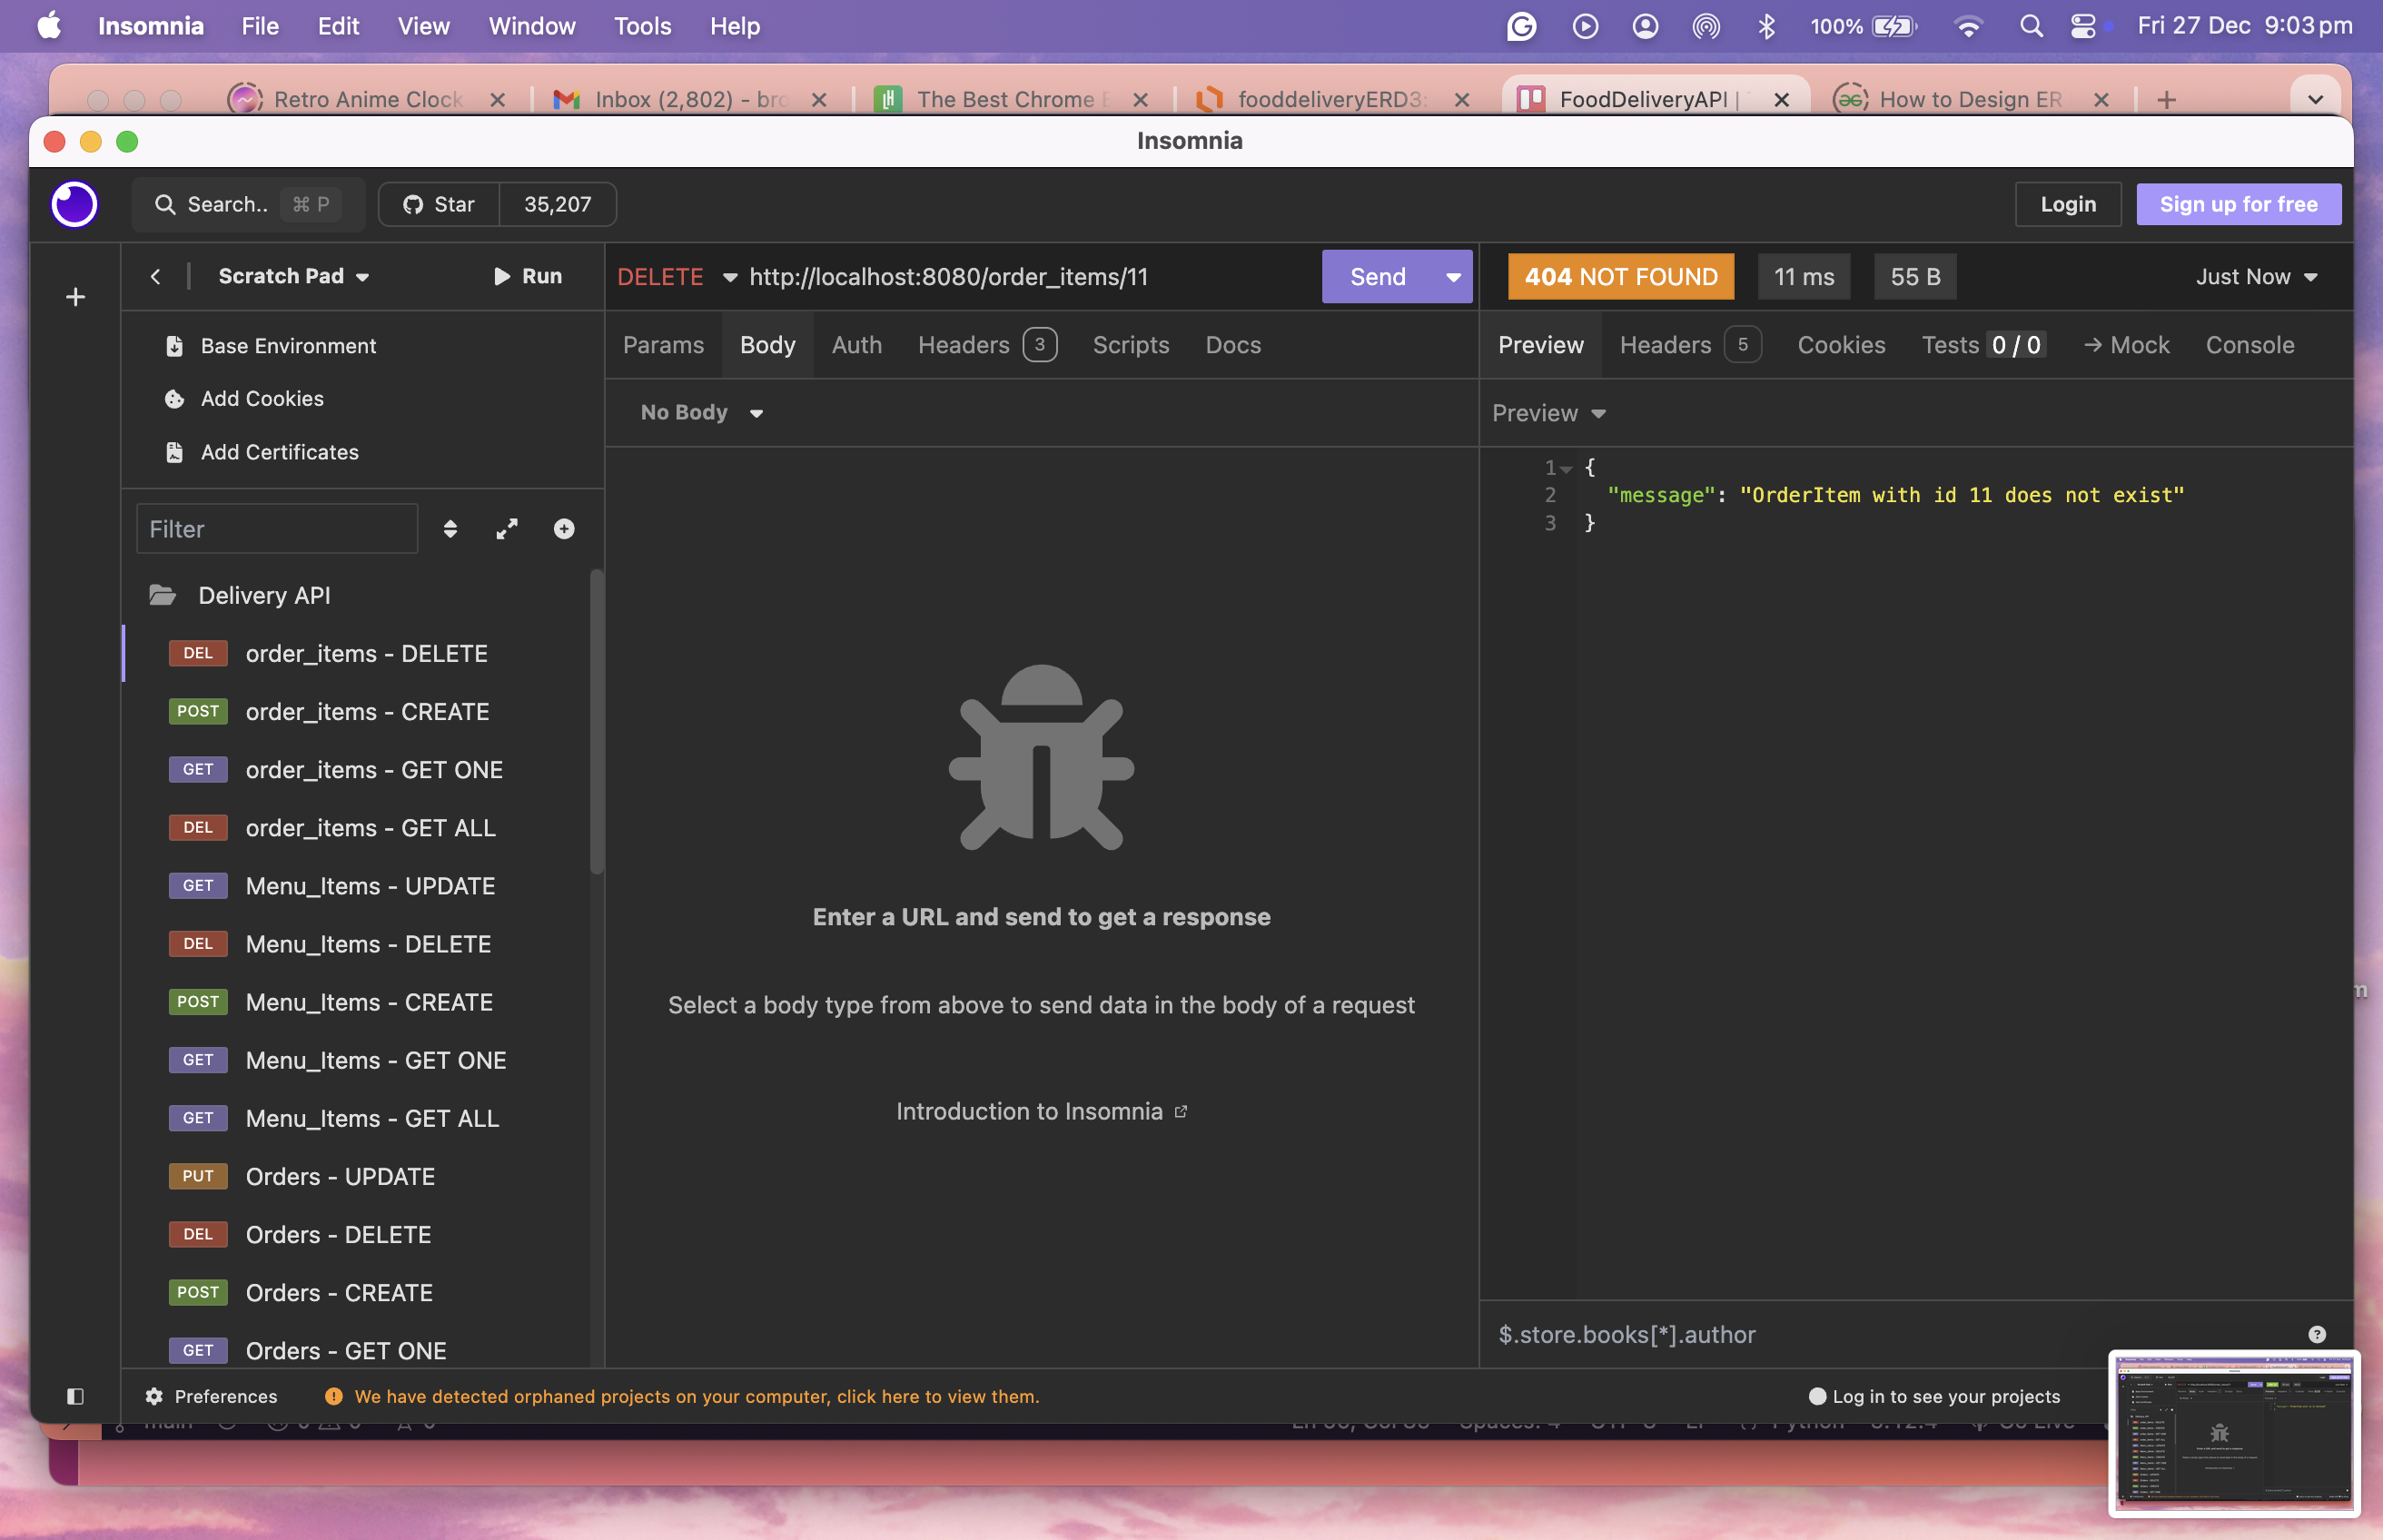 Insomnia File Edit View Window Tools Help 100% Fri 27 Dec 9:03 pm
Retro Anime Clock Inbox (2,802) - bro The Best Chrome E fooddeliveryERD3: FoodDeliveryAPI | How to Design ER
Insomnia
Search.. ⌘ P Star 35,207 Login Sign up for free
Scratch Pad Run
DELETE http://localhost:8080/order_items/11 Send
404 NOT FOUND 11 ms 55 B Just Now
Base Environment
Add Cookies
Add Certificates
Params Body Auth Headers 3 Scripts Docs
Preview Headers 5 Cookies Tests 0 / 0 → Mock Console
No Body
Preview
1 {
2 "message": "OrderItem with id 11 does not exist"
3 }
Filter
Delivery API
DEL order_items - DELETE
POST order_items - CREATE
GET order_items - GET ONE
DEL order_items - GET ALL
GET Menu_Items - UPDATE
DEL Menu_Items - DELETE
POST Menu_Items - CREATE
GET Menu_Items - GET ONE
GET Menu_Items - GET ALL
PUT Orders - UPDATE
DEL Orders - DELETE
POST Orders - CREATE
GET Orders - GET ONE
Enter a URL and send to get a response
Select a body type from above to send data in the body of a request
Introduction to Insomnia
$.store.books[*].author
Preferences We have detected orphaned projects on your computer, click here to view them. Log in to see your projects